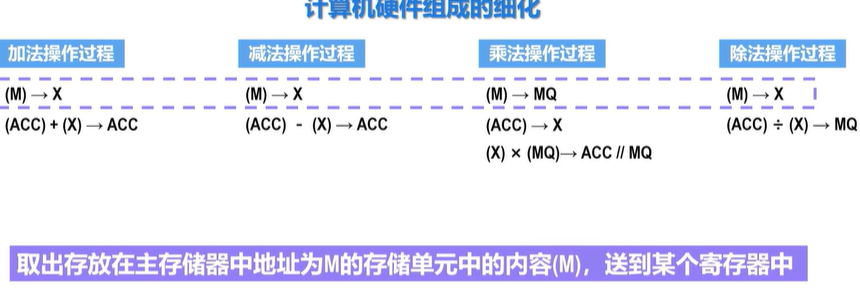 计算机硬件组成的细化
加法操作过程
(M) → X
(ACC) + (X) → ACC
减法操作过程
(M) → X
(ACC) - (X) → ACC
乘法操作过程
(M) → MQ
(ACC) → X
(X) × (MQ)→ ACC // MQ
除法操作过程
(M) → X
(ACC) ÷ (X) → MQ
取出存放在主存储器中地址为M的存储单元中的内容(M)，送到某个寄存器中